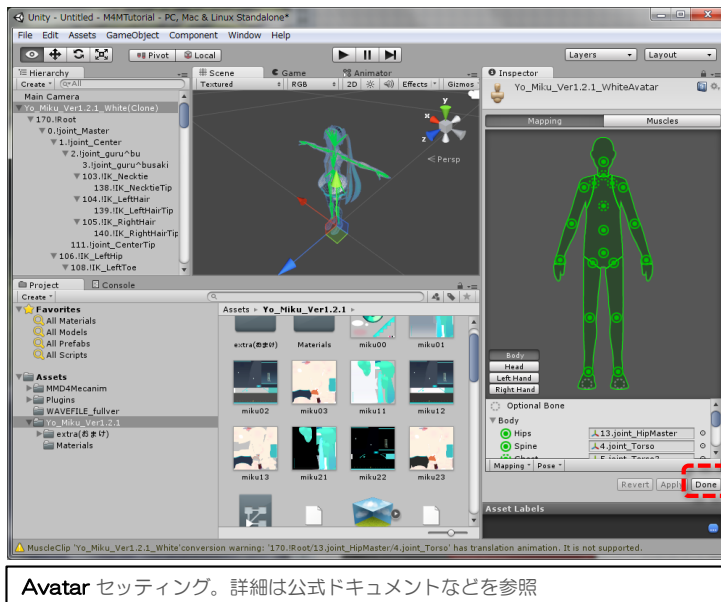 Unity - Untitled - M4MTutorial - PC, Mac & Linux Standalone*
File Edit Assets GameObject Component Window Help
Pivot Local Layers Layout
Hierarchy
Create All
Main Camera
Yo_Miku_Ver1.2.1_White(Clone)
170.!Root
0.!joint_Master
1.!joint_Center
2.!joint_guru^bu
3.!joint_guru^busaki
103.!IK_Necktie
138.!IK_NecktieTip
104.!IK_LeftHair
139.!IK_LeftHairTip
105.!IK_RightHair
140.!IK_RightHairTip
111.!joint_CenterTip
106.!IK_LeftHip
108.!IK_LeftToe
Scene Game Animator
Textured RGB 2D Effects Gizmos
y
x
z
Persp
Inspector
Yo_Miku_Ver1.2.1_WhiteAvatar
Mapping Muscles
Body
Head
Left Hand
Right Hand
Optional Bone
Body
Hips 13.joint_HipMaster
Spine 4.joint_Torso
Chest 5.joint_Torso2
Mapping Pose
Revert Apply Done
Asset Labels
Project Console
Create
Favorites
All Materials
All Models
All Prefabs
All Scripts
Assets
MMD4Mecanim
Plugins
WAVEFILE_fullver
Yo_Miku_Ver1.2.1
extra(おまけ)
Materials
Assets Yo_Miku_Ver1.2.1
extra(おまけ) Materials miku00 miku01
miku02 miku03 miku11 miku12
miku13 miku21 miku22 miku23
MuscleClip 'Yo_Miku_Ver1.2.1_White'conversion warning: '170.!Root/13.joint_HipMaster/4.joint_Torso' has translation animation. It is not supported.
Avatar セッティング。詳細は公式ドキュメントなどを参照